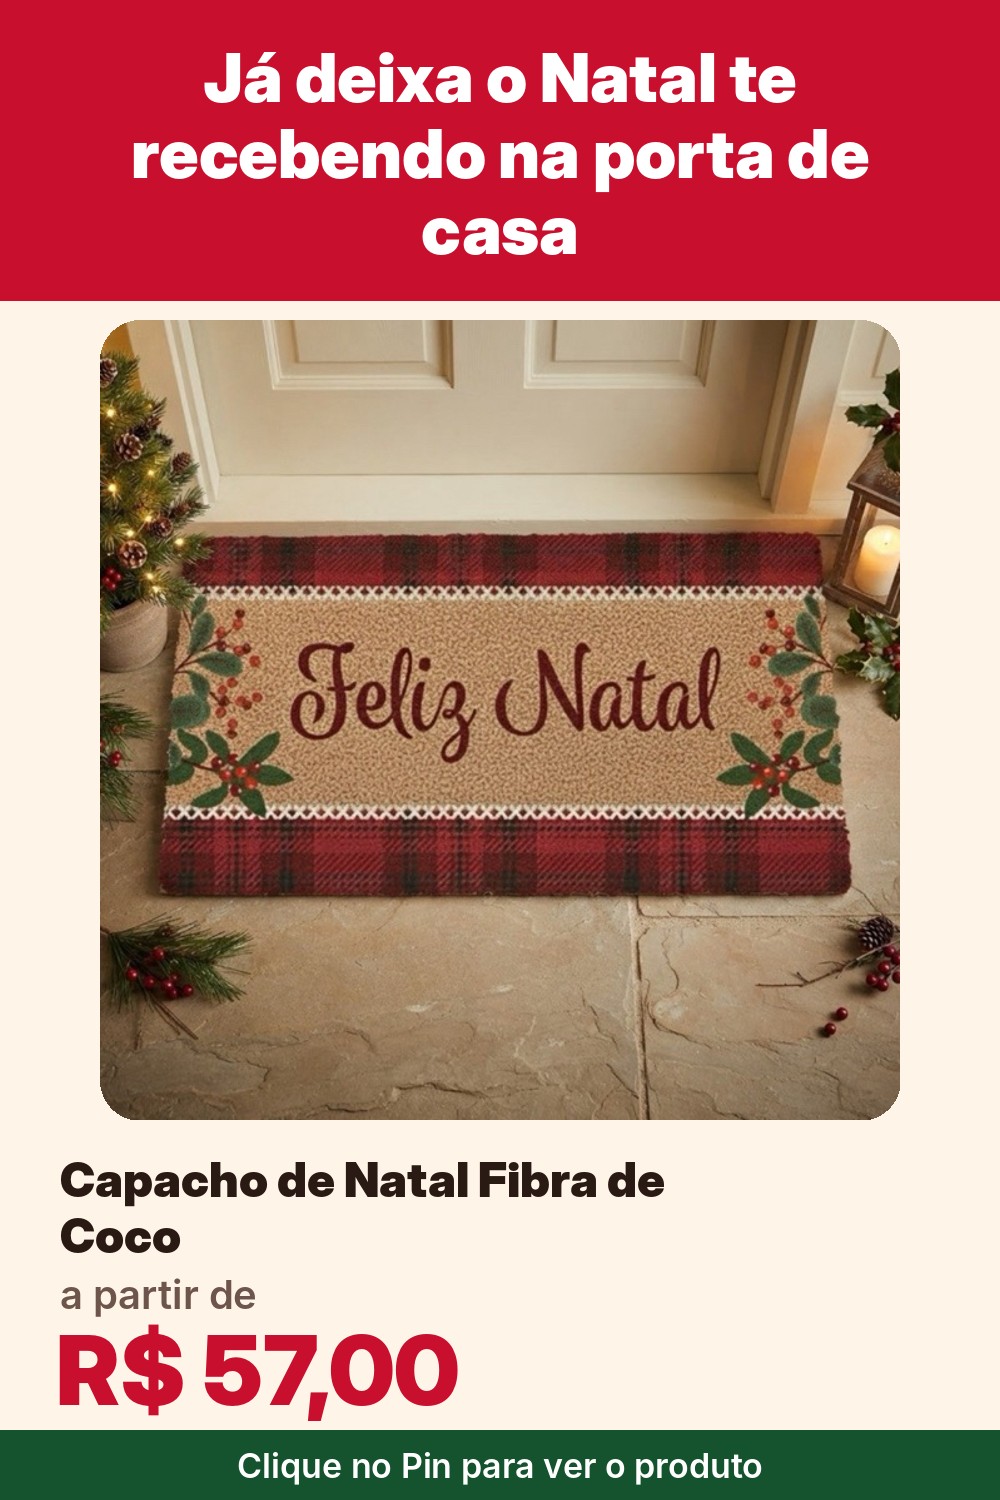 Já deixa o Natal te
recebendo na porta de
casa
Feliz Natal
Capacho de Natal Fibra de
Coco
a partir de
R$ 57,00
Clique no Pin para ver o produto